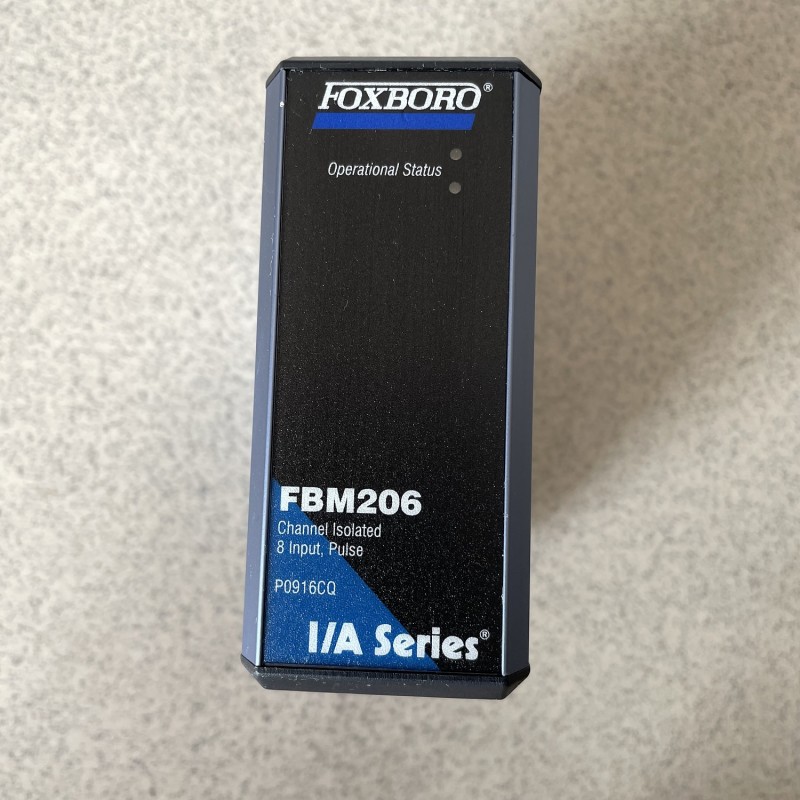 FOXBORO®
Operational Status
FBM206
Channel Isolated
8 Input, Pulse
P0916CQ
I/A Series®